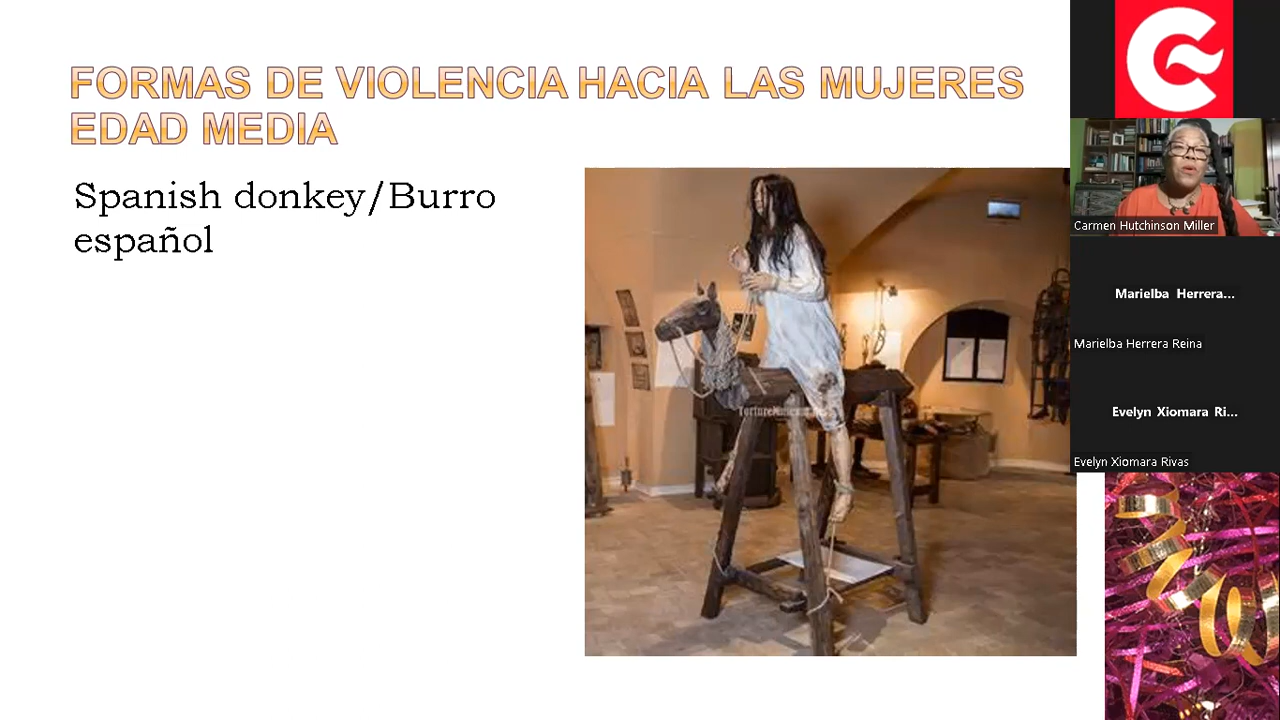 FORMAS DE VIOLENCIA HACIA LAS MUJERES
EDAD MEDIA
Spanish donkey/Burro
español
Carmen Hutchinson Miller
Marielba Herrera...
Marielba Herrera Reina
Evelyn Xiomara Ri...
Evelyn Xiomara Rivas